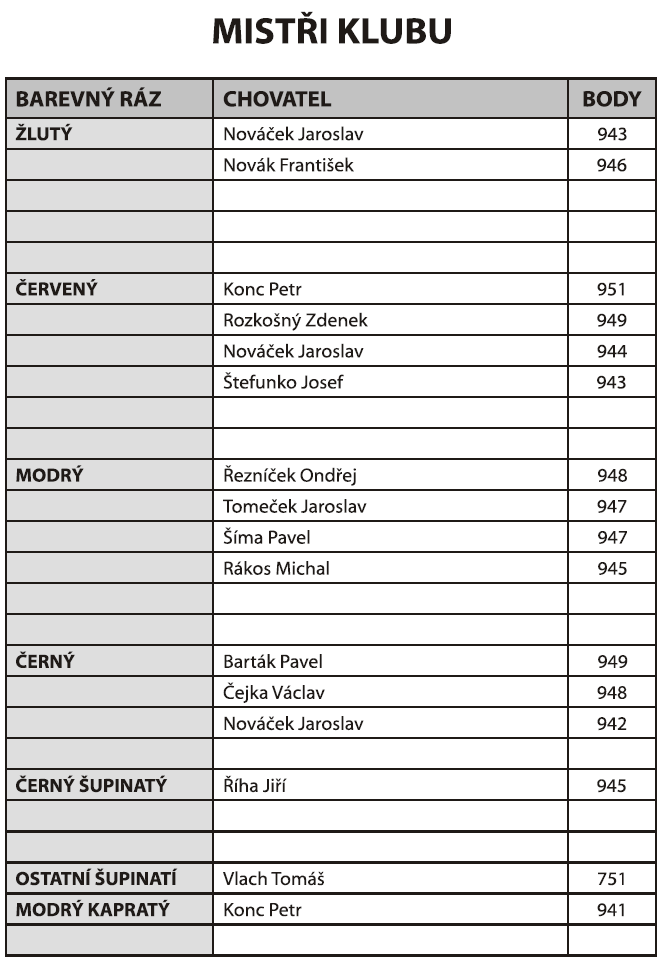 MISTŘI KLUBU
BAREVNÝ RÁZ CHOVATEL BODY
ŽLUTÝ Nováček Jaroslav 943
Novák František 946
ČERVENÝ Konc Petr 951
Rozkošný Zdenek 949
Nováček Jaroslav 944
Štefunko Josef 943
MODRÝ Řezníček Ondřej 948
Tomeček Jaroslav 947
Šíma Pavel 947
Rákos Michal 945
ČERNÝ Barták Pavel 949
Čejka Václav 948
Nováček Jaroslav 942
ČERNÝ ŠUPINATÝ Říha Jiří 945
OSTATNÍ ŠUPINATÍ Vlach Tomáš 751
MODRÝ KAPRATÝ Konc Petr 941